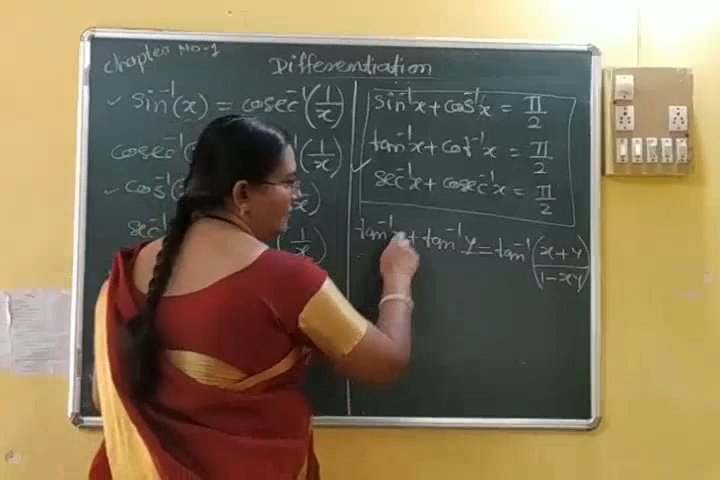 Chapter No-1
Differentiation
sin⁻¹(x) = cosec⁻¹(1/x)
cosec⁻¹ (1/x)
cos⁻¹ /x)
sec⁻¹ (1/x)
sin⁻¹x + cos⁻¹x = π/2
tan⁻¹x + cot⁻¹x = π/2
sec⁻¹x + cosec⁻¹x = π/2
tan⁻¹ + tan⁻¹y = tan⁻¹(x+y/1-xy)